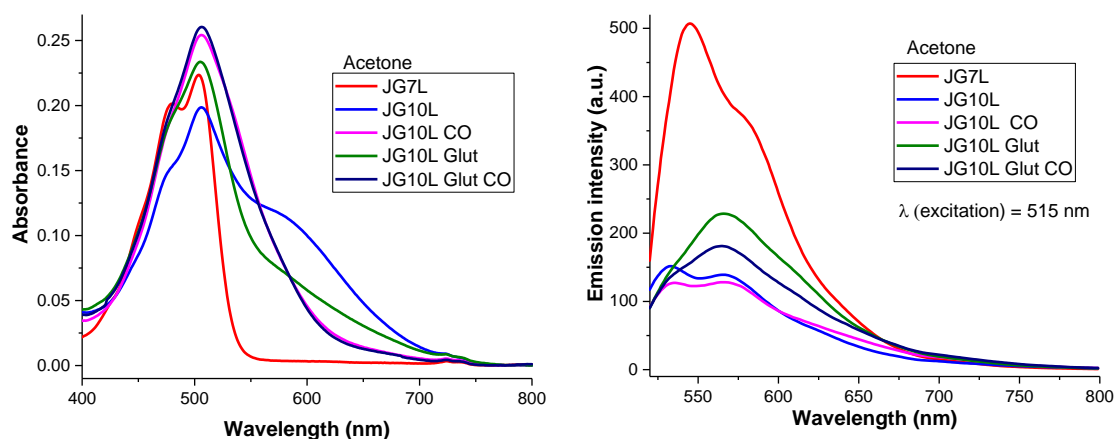 Absorbance
0.25
0.20
0.15
0.10
0.05
0.00
400
500
600
700
800
Wavelength (nm)
Acetone
JG7L
JG10L
JG10L CO
JG10L Glut
JG10L Glut CO
Emission intensity (a.u.)
500
400
300
250
200
150
100
50
0
550
600
650
700
750
800
Wavelength (nm)
Acetone
JG7L
JG10L
JG10L  CO
JG10L Glut
JG10L Glut CO
λ (excitation) = 515 nm